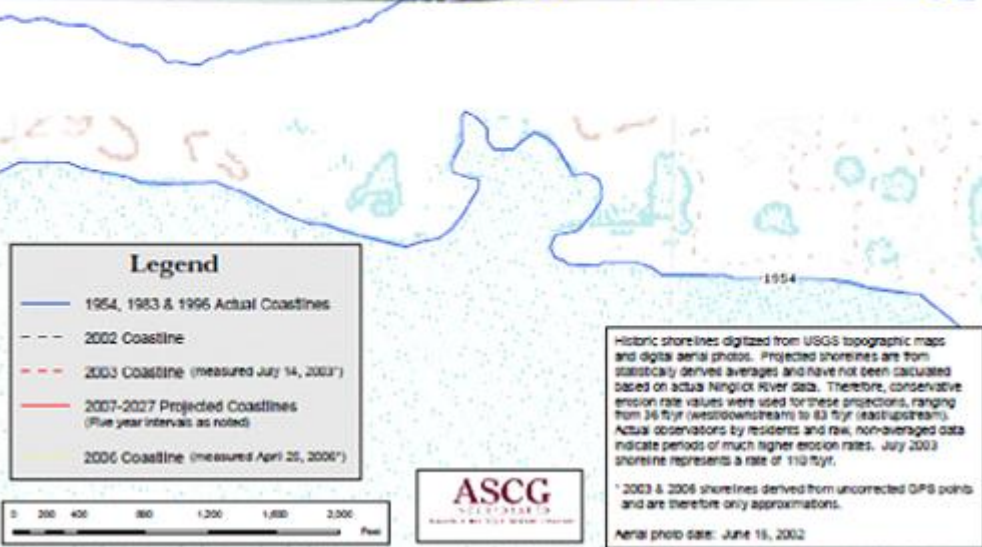 1954
Legend
1954, 1983 & 1996 Actual Coastlines
2002 Coastline
2003 Coastline (measured July 14, 2003*)
2007-2027 Projected Coastlines
(Five year intervals as noted)
2006 Coastline (measured April 25, 2006*)
Historic shorelines digitized from USGS topographic maps
and digital aerial photos. Projected shorelines are from
statistically derived averages and have not been calculated
based on actual Ninglick River data. Therefore, conservative
erosion rate values were used for these projections, ranging
from 36 ft/yr (west/downstream) to 83 ft/yr (east/upstream).
Actual observations by residents and raw, non-averaged data
indicate periods of much higher erosion rates. July 2003
shoreline represents a rate of 110 ft/yr.
* 2003 & 2006 shorelines derived from uncorrected GPS points
and are therefore only approximations.
Aerial photo date: June 15, 2002
0 200 400 800 1,200 1,600 2,000
Feet
ASCG
INCORPORATED